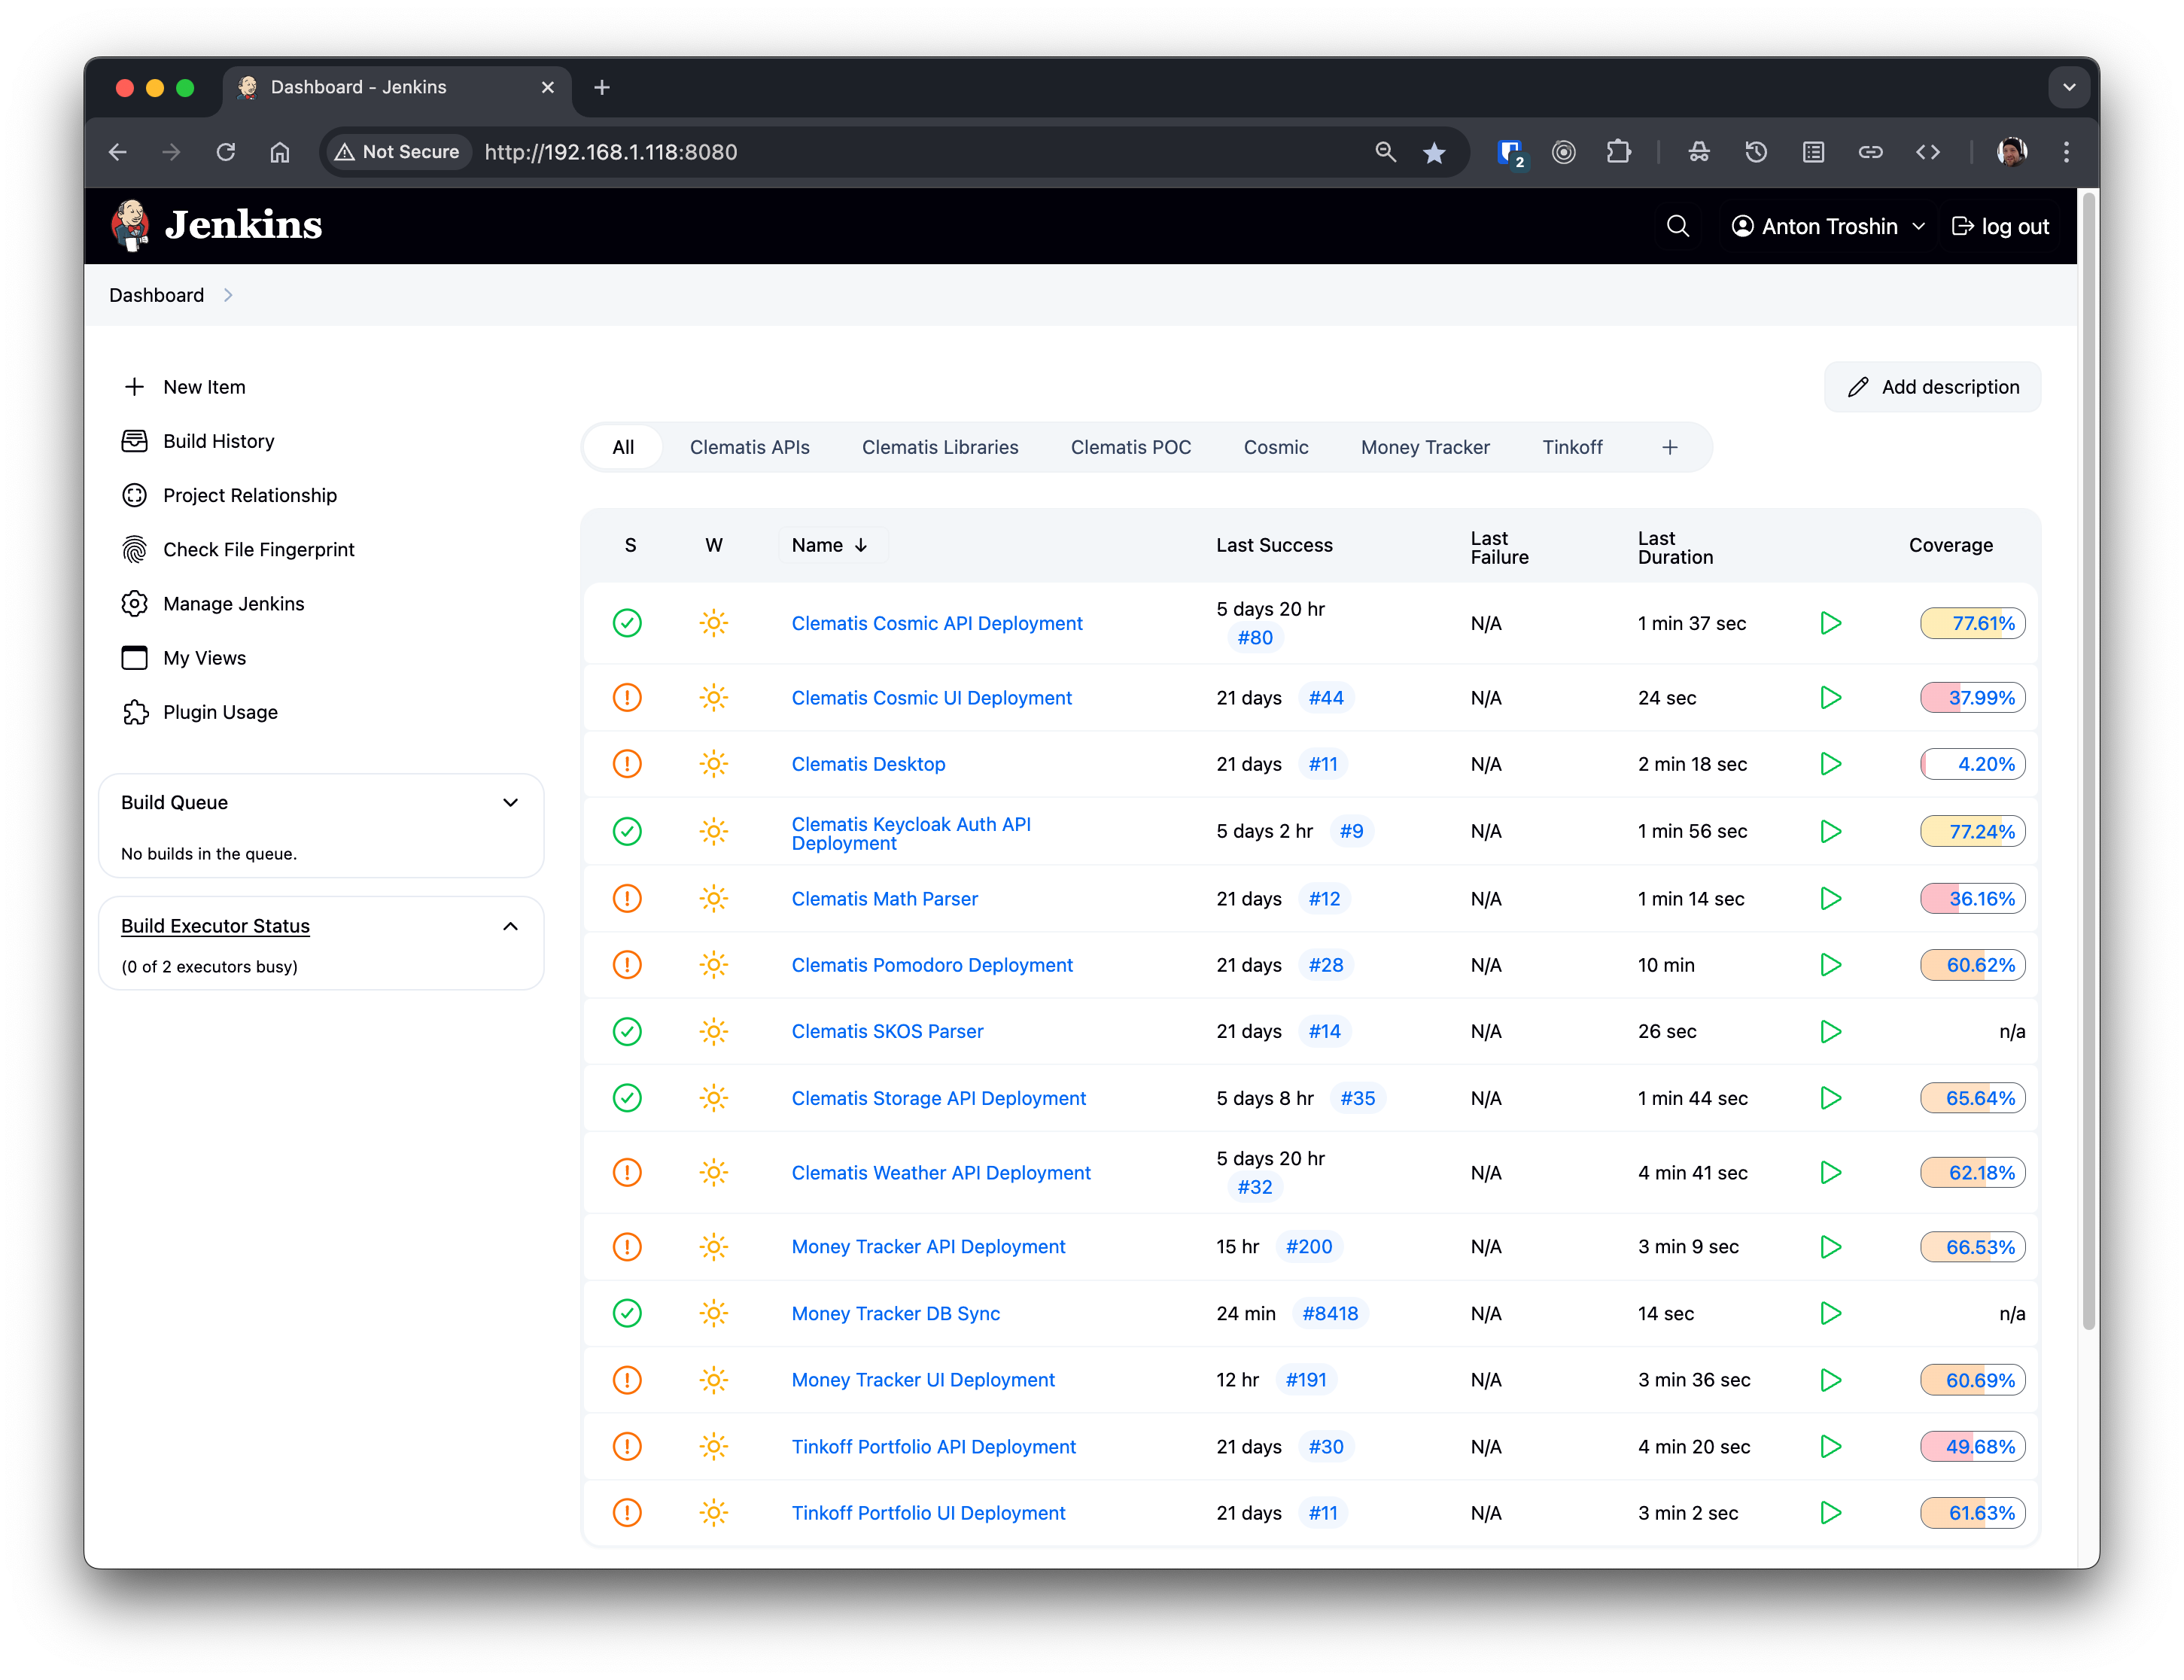 Dashboard - Jenkins
Not Secure http://192.168.1.118:8080
2
Jenkins
Anton Troshin log out
Dashboard
New Item
Build History
Project Relationship
Check File Fingerprint
Manage Jenkins
My Views
Plugin Usage
Build Queue
No builds in the queue.
Build Executor Status
(0 of 2 executors busy)
Add description
All Clematis APIs Clematis Libraries Clematis POC Cosmic Money Tracker Tinkoff +
S W Name ↓ Last Success Last Failure Last Duration Coverage
Clematis Cosmic API Deployment 5 days 20 hr #80 N/A 1 min 37 sec 77.61%
Clematis Cosmic UI Deployment 21 days #44 N/A 24 sec 37.99%
Clematis Desktop 21 days #11 N/A 2 min 18 sec 4.20%
Clematis Keycloak Auth API Deployment 5 days 2 hr #9 N/A 1 min 56 sec 77.24%
Clematis Math Parser 21 days #12 N/A 1 min 14 sec 36.16%
Clematis Pomodoro Deployment 21 days #28 N/A 10 min 60.62%
Clematis SKOS Parser 21 days #14 N/A 26 sec n/a
Clematis Storage API Deployment 5 days 8 hr #35 N/A 1 min 44 sec 65.64%
Clematis Weather API Deployment 5 days 20 hr #32 N/A 4 min 41 sec 62.18%
Money Tracker API Deployment 15 hr #200 N/A 3 min 9 sec 66.53%
Money Tracker DB Sync 24 min #8418 N/A 14 sec n/a
Money Tracker UI Deployment 12 hr #191 N/A 3 min 36 sec 60.69%
Tinkoff Portfolio API Deployment 21 days #30 N/A 4 min 20 sec 49.68%
Tinkoff Portfolio UI Deployment 21 days #11 N/A 3 min 2 sec 61.63%